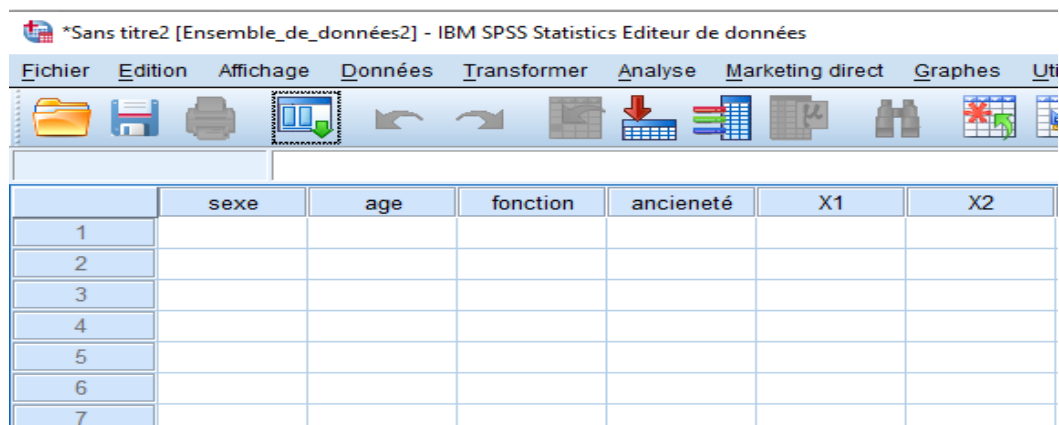 *Sans titre2 [Ensemble_de_données2] - IBM SPSS Statistics Editeur de données
Fichier Edition Affichage Données Transformer Analyse Marketing direct Graphes Uti
sexe age fonction ancieneté X1 X2
1
2
3
4
5
6
7